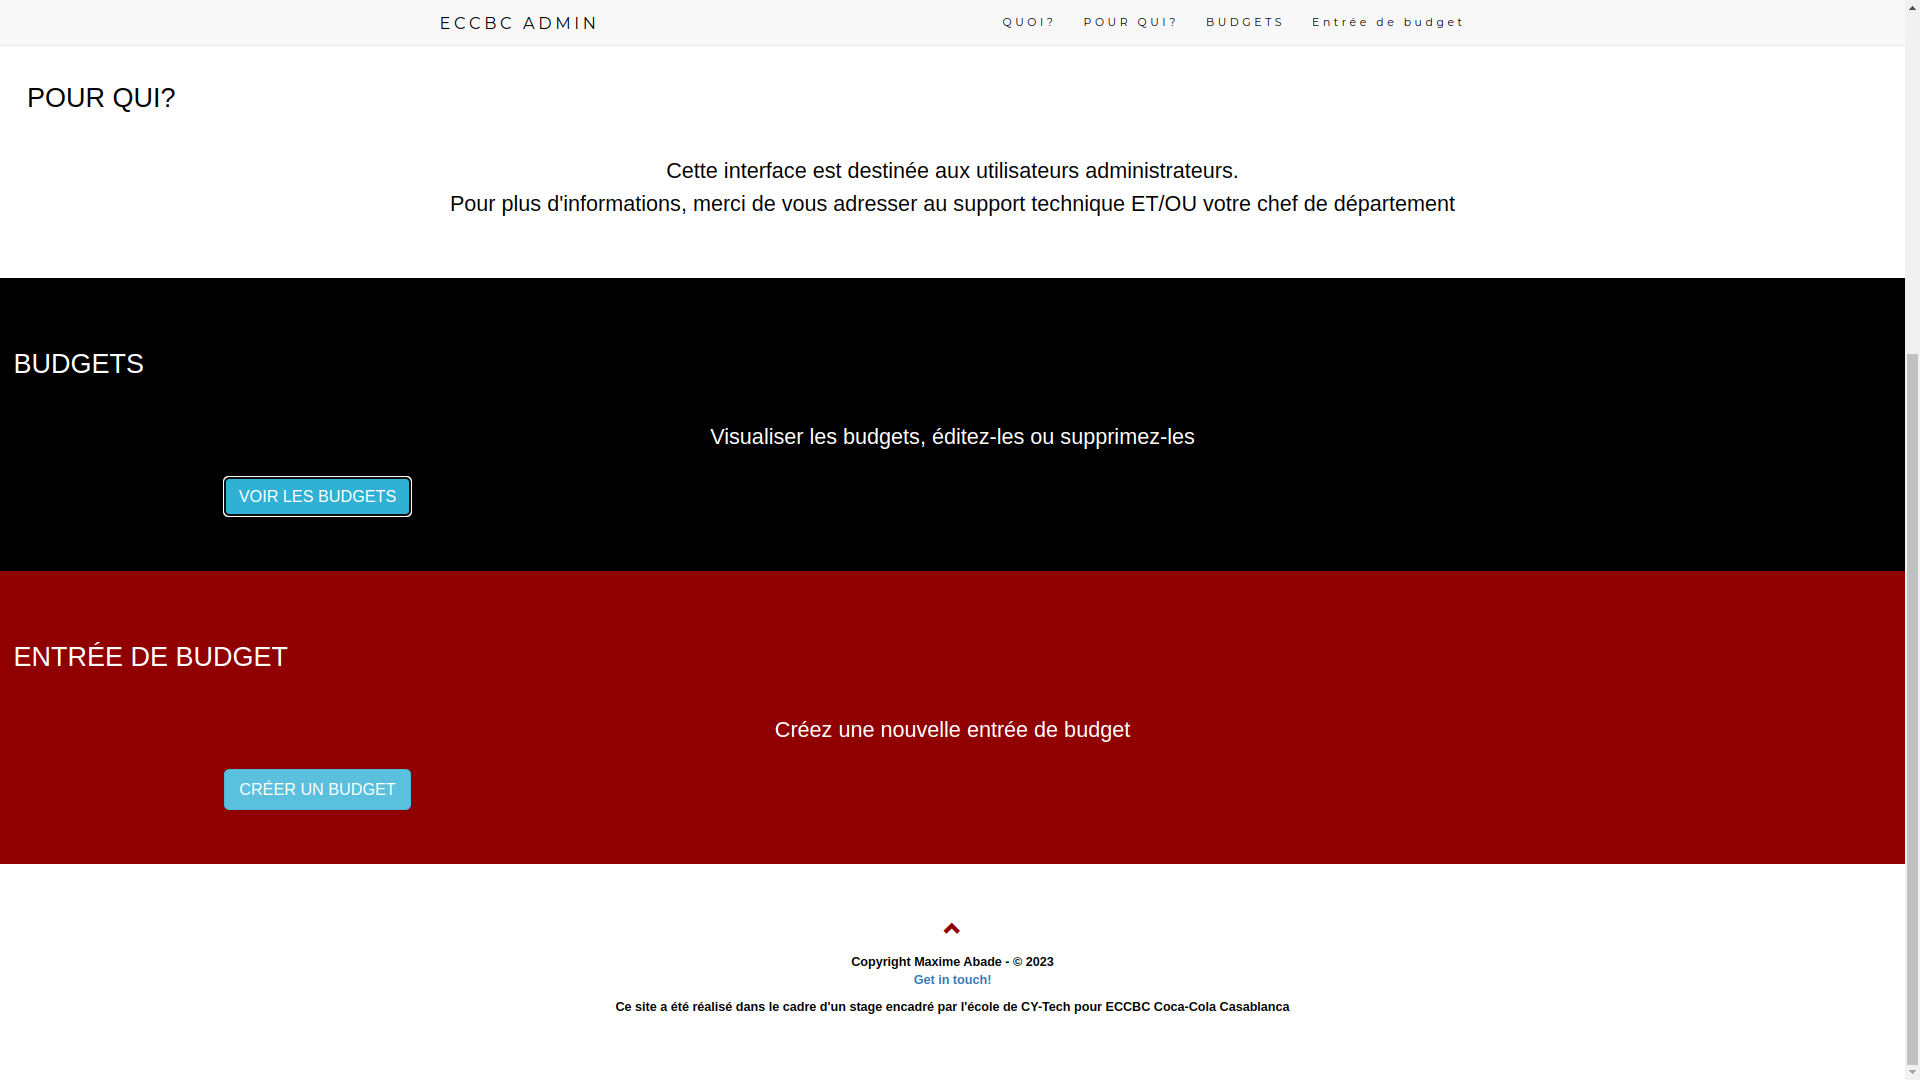 ECCBC ADMIN
QUOI?
POUR QUI?
BUDGETS
Entrée de budget
POUR QUI?
Cette interface est destinée aux utilisateurs administrateurs.
Pour plus d'informations, merci de vous adresser au support technique ET/OU votre chef de département
BUDGETS
Visualiser les budgets, éditez-les ou supprimez-les
VOIR LES BUDGETS
ENTRÉE DE BUDGET
Créez une nouvelle entrée de budget
CRÉER UN BUDGET
Copyright Maxime Abade - © 2023
Get in touch!
Ce site a été réalisé dans le cadre d'un stage encadré par l'école de CY-Tech pour ECCBC Coca-Cola Casablanca